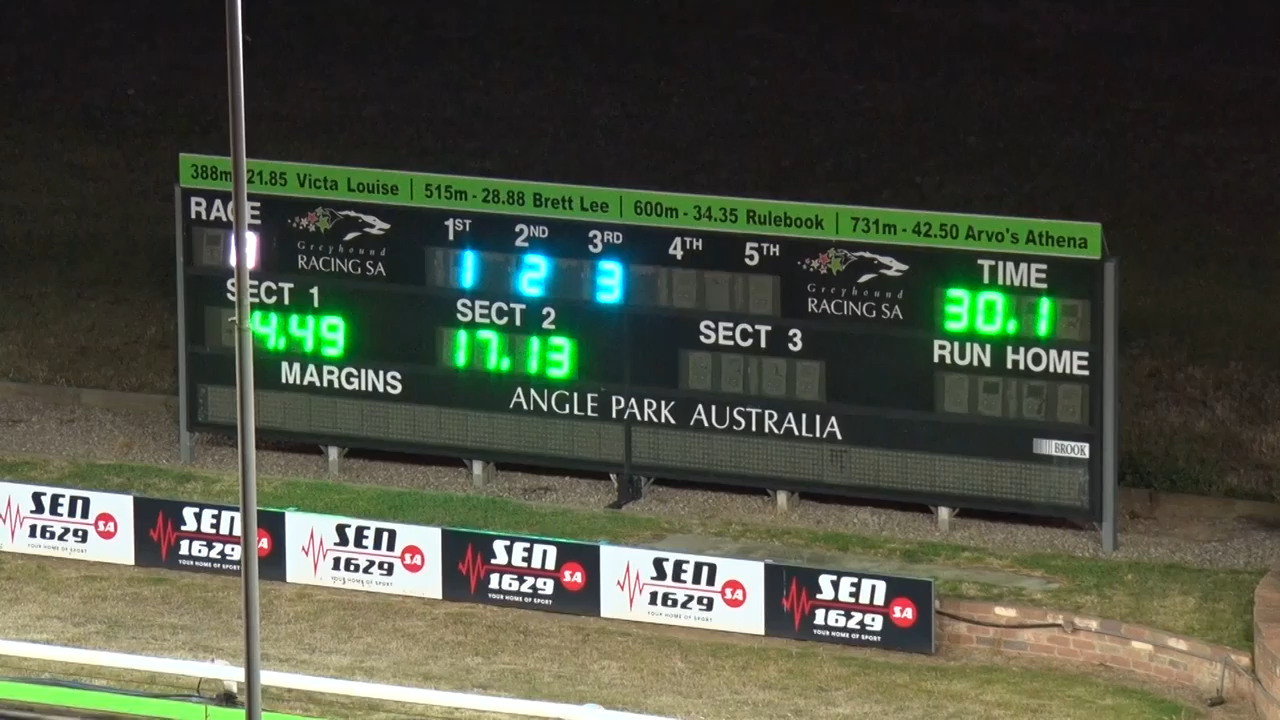 388m - 21.85 Victa Louise | 515m - 28.88 Brett Lee | 600m - 34.35 Rulebook | 731m - 42.50 Arvo's Athena
RACE
Greyhound
RACING SA
1ST 2ND 3RD 4TH 5TH
1 2 3
Greyhound
RACING SA
TIME
30.1
SECT 1
4.49
SECT 2
17.13
SECT 3
RUN HOME
MARGINS
ANGLE PARK AUSTRALIA
BROOK
SEN
1629
SA
YOUR HOME OF SPORT
SEN
1629
SA
YOUR HOME OF SPORT
SEN
1629
SA
YOUR HOME OF SPORT
SEN
1629
SA
YOUR HOME OF SPORT
SEN
1629
SA
YOUR HOME OF SPORT
SEN
1629
SA
YOUR HOME OF SPORT